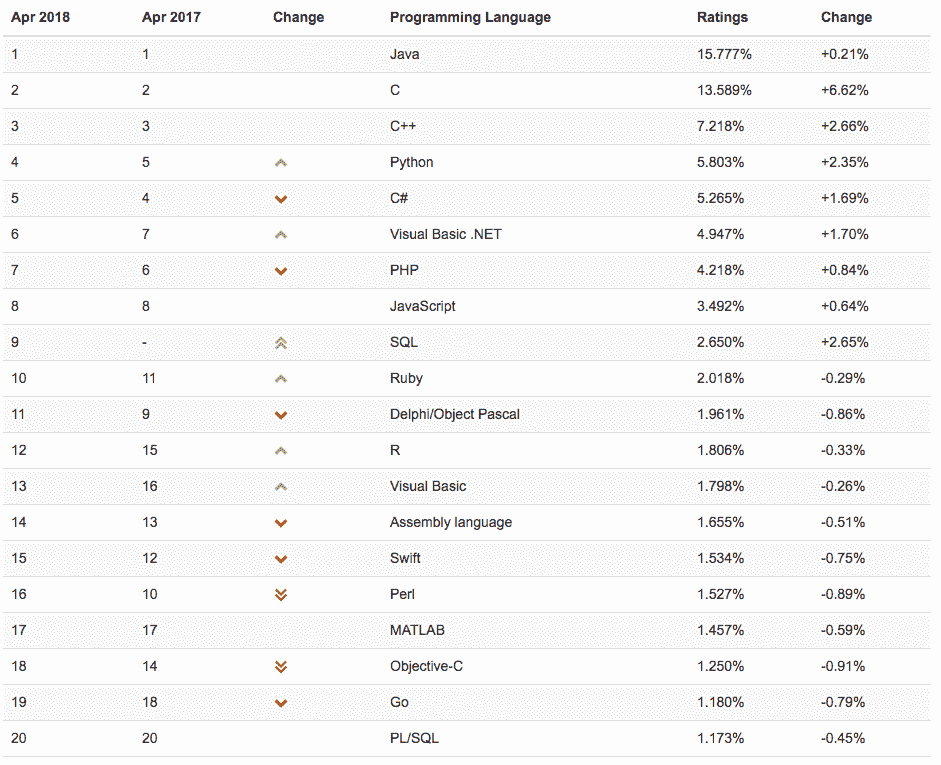 Apr 2018 Apr 2017 Change Programming Language Ratings Change
1 1 Java 15.777% +0.21%
2 2 C 13.589% +6.62%
3 3 C++ 7.218% +2.66%
4 5 Python 5.803% +2.35%
5 4 C# 5.265% +1.69%
6 7 Visual Basic .NET 4.947% +1.70%
7 6 PHP 4.218% +0.84%
8 8 JavaScript 3.492% +0.64%
9 - SQL 2.650% +2.65%
10 11 Ruby 2.018% -0.29%
11 9 Delphi/Object Pascal 1.961% -0.86%
12 15 R 1.806% -0.33%
13 16 Visual Basic 1.798% -0.26%
14 13 Assembly language 1.655% -0.51%
15 12 Swift 1.534% -0.75%
16 10 Perl 1.527% -0.89%
17 17 MATLAB 1.457% -0.59%
18 14 Objective-C 1.250% -0.91%
19 18 Go 1.180% -0.79%
20 20 PL/SQL 1.173% -0.45%